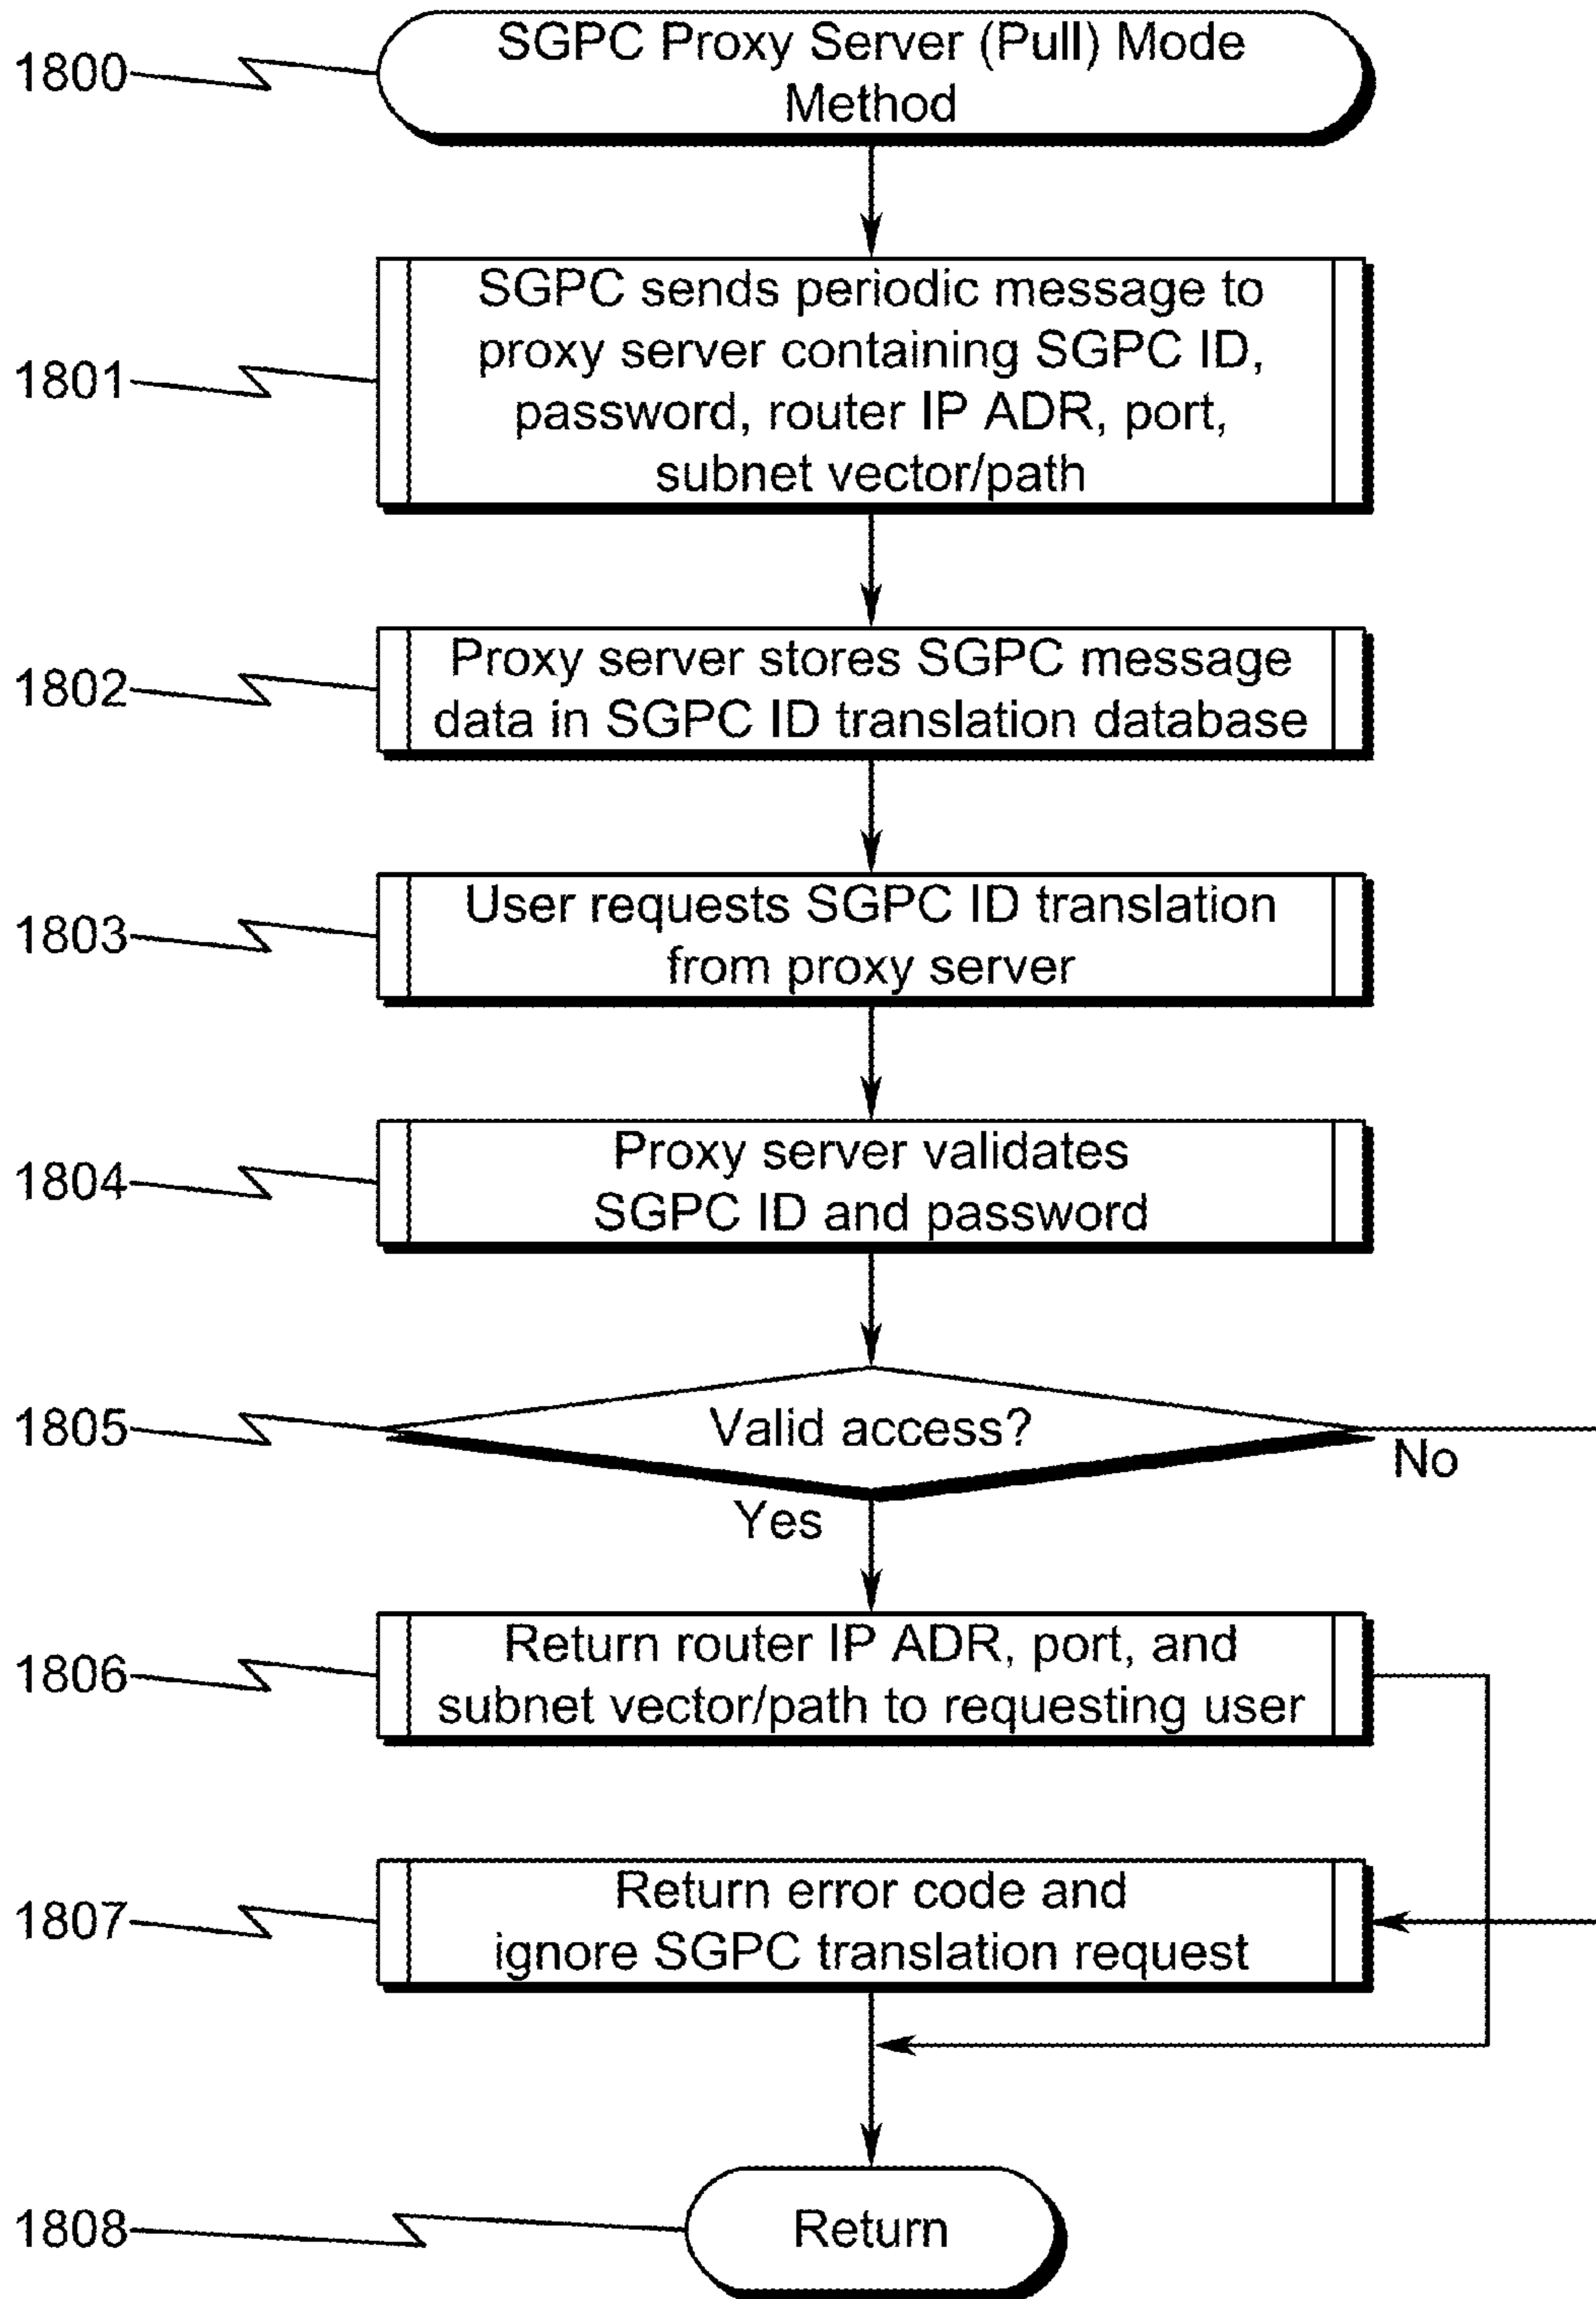 1800
SGPC Proxy Server (Pull) Mode
Method
1801
SGPC sends periodic message to
proxy server containing SGPC ID,
password, router IP ADR, port,
subnet vector/path
1802
Proxy server stores SGPC message
data in SGPC ID translation database
1803
User requests SGPC ID translation
from proxy server
1804
Proxy server validates
SGPC ID and password
1805
Valid access?
No
Yes
1806
Return router IP ADR, port, and
subnet vector/path to requesting user
1807
Return error code and
ignore SGPC translation request
1808
Return